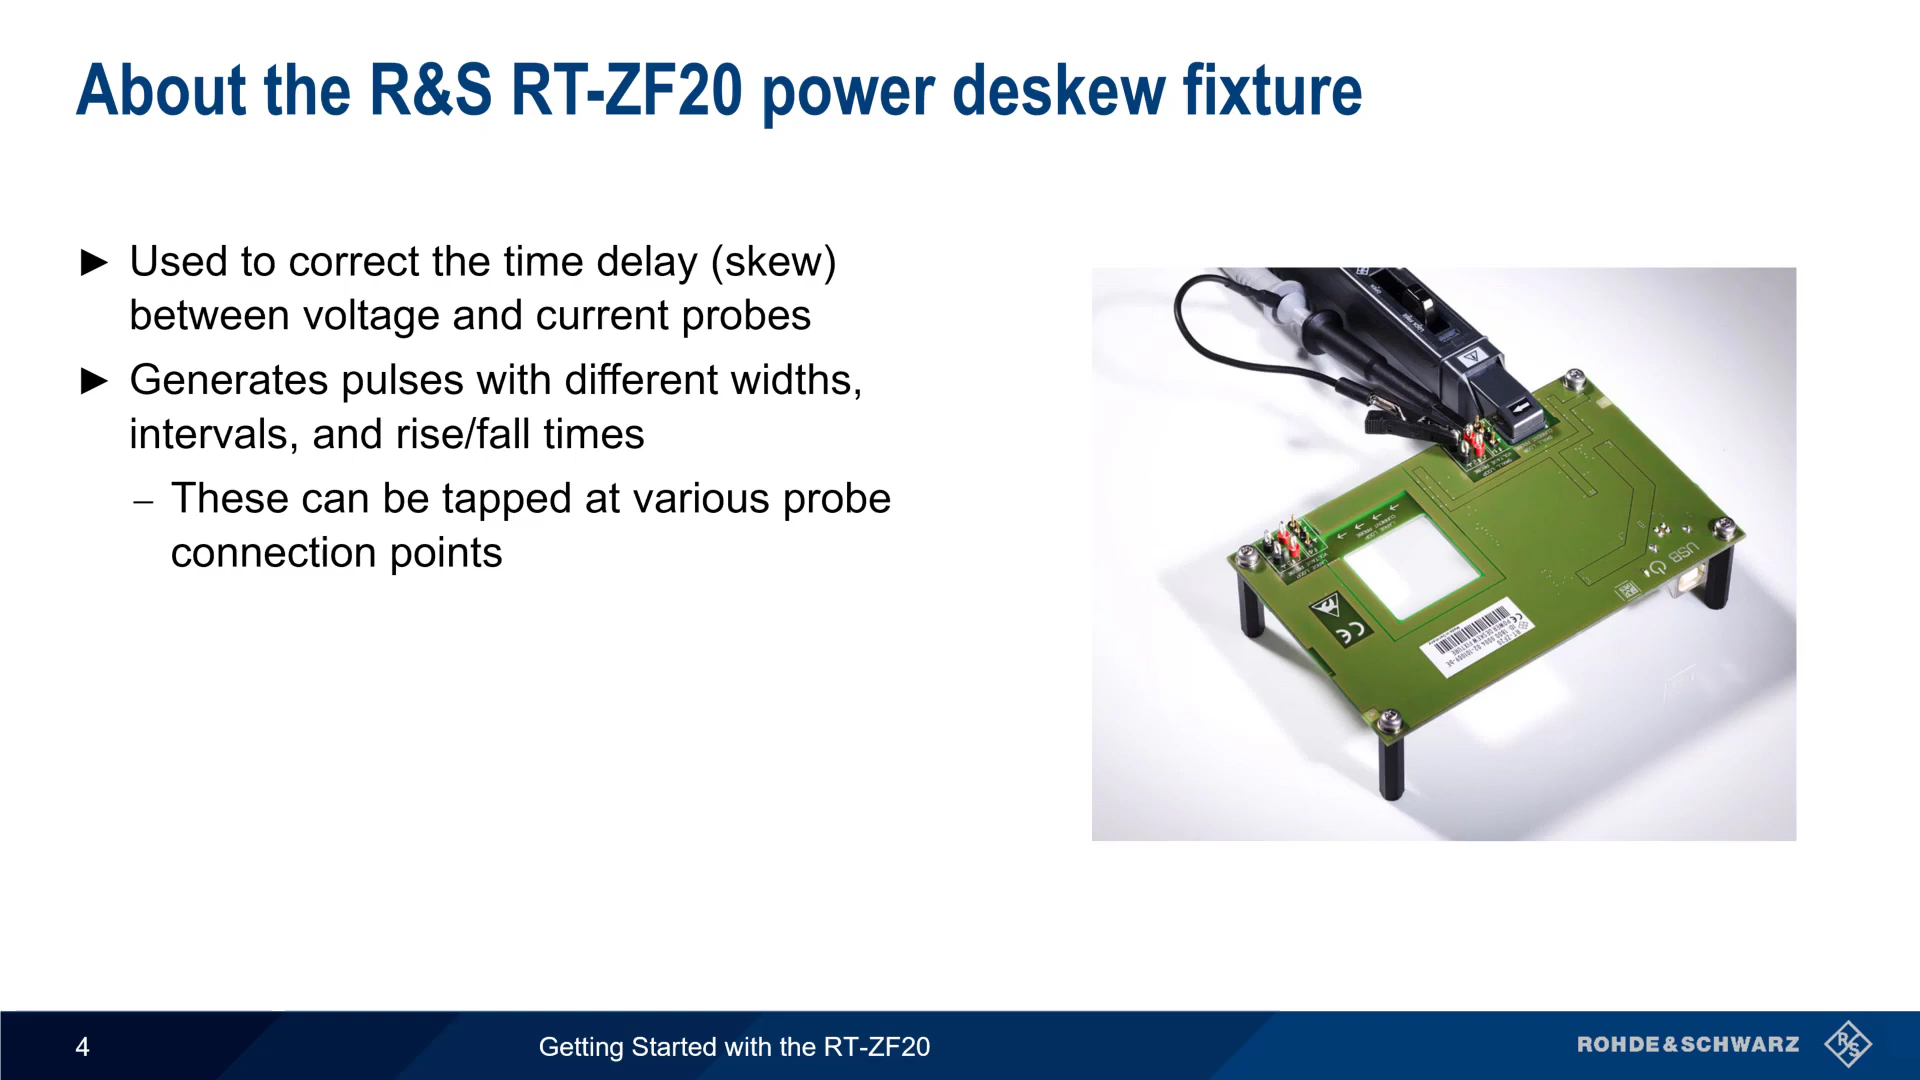 About the R&S RT-ZF20 power deskew fixture
► Used to correct the time delay (skew)
between voltage and current probes
► Generates pulses with different widths,
intervals, and rise/fall times
– These can be tapped at various probe
connection points
USB
CE
4
Getting Started with the RT-ZF20
ROHDE&SCHWARZ
R&S